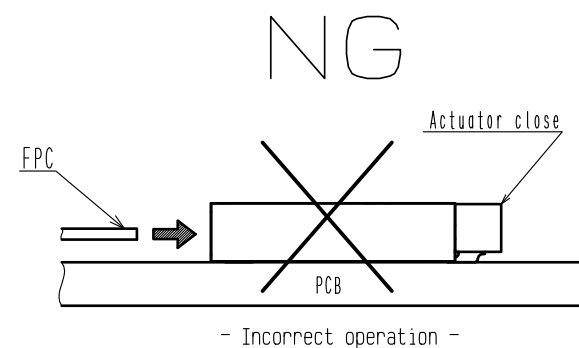 NG
Actuator close
FPC
PCB
- Incorrect operation -